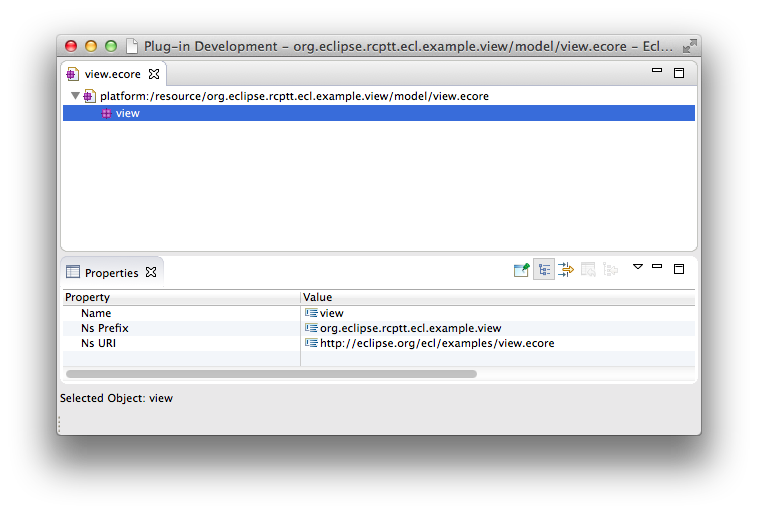 Plug-in Development – org.eclipse.rcptt.ecl.example.view/model/view.ecore – Ecl...
view.ecore
platform:/resource/org.eclipse.rcptt.ecl.example.view/model/view.ecore
view
Properties
Property Value
Name view
Ns Prefix org.eclipse.rcptt.ecl.example.view
Ns URI http://eclipse.org/ecl/examples/view.ecore
Selected Object: view